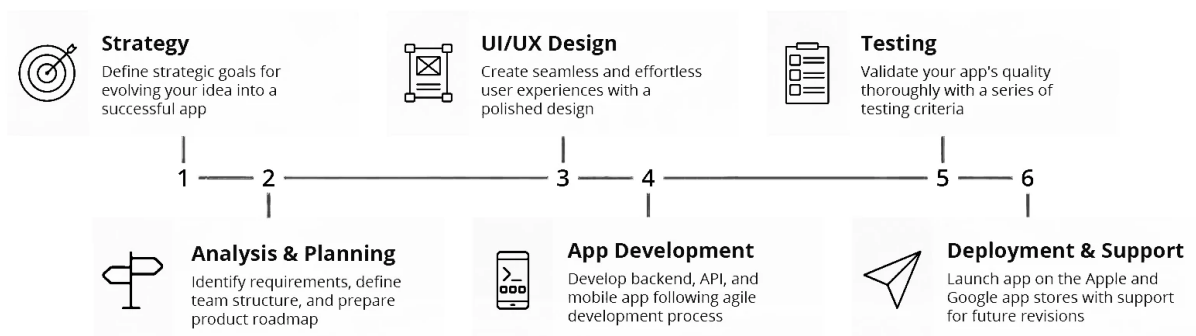 Strategy
Define strategic goals for
evolving your idea into a
successful app
UI/UX Design
Create seamless and effortless
user experiences with a
polished design
Testing
Validate your app's quality
thoroughly with a series of
testing criteria
1
2
3
4
5
6
Analysis & Planning
Identify requirements, define
team structure, and prepare
product roadmap
App Development
Develop backend, API, and
mobile app following agile
development process
Deployment & Support
Launch app on the Apple and
Google app stores with support
for future revisions